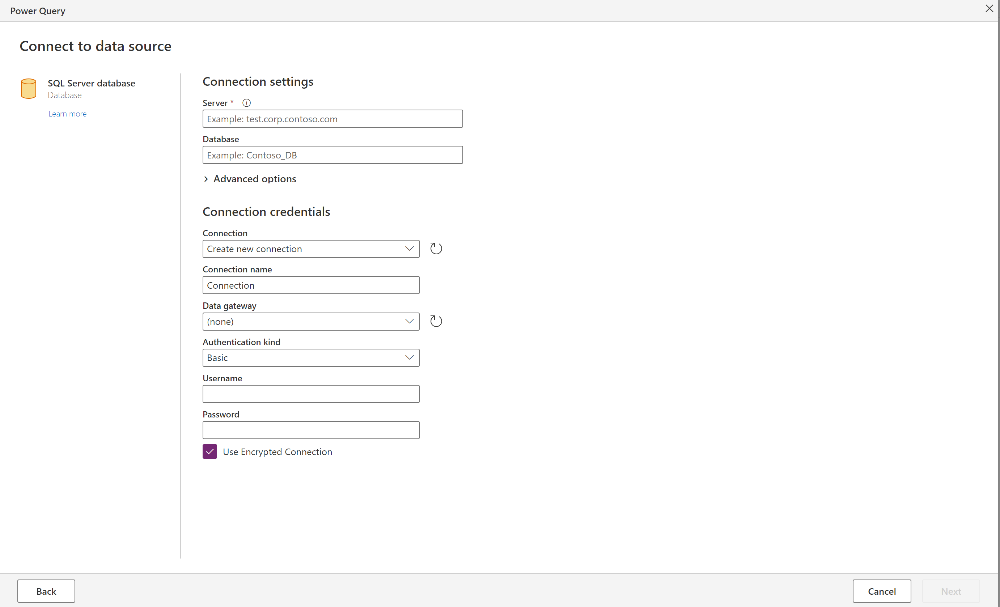 Power Query
Connect to data source
SQL Server database
Database
Learn more
Connection settings
Server *
Example: test.corp.contoso.com
Database
Example: Contoso_DB
Advanced options
Connection credentials
Connection
Create new connection
Connection name
Connection
Data gateway
(none)
Authentication kind
Basic
Username
Password
Use Encrypted Connection
Back
Cancel
Next